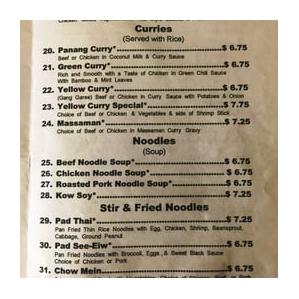 Curries
(Served with Rice)
20. Panang Curry* $ 6.75
Beef or Chicken in Coconut Milk & Curry Sauce
21. Green Curry* $ 6.75
Rich and Smooth with a Taste of Chicken in Green Chili Sauce
With Bamboo & Mint Leaves
22. Yellow Curry* $ 6.75
(Gang Garee) Beef or Chicken in Curry Sauce with Potatoes & Onion
23. Yellow Curry Special* $ 7.75
Choice of Beef or Chicken & Vegetables & side of Shrimp Stick
24. Massaman* $ 7.25
Choice of Beef or Chicken in Massaman Curry Gravy
Noodles
(Soup)
25. Beef Noodle Soup* $ 6.75
26. Chicken Noodle Soup* $ 6.75
27. Roasted Pork Noodle Soup* $ 6.75
28. Kow Soy* $ 7.25
Stir & Fried Noodles
29. Pad Thai* $ 7.25
Pan Fried Thin Rice Noodles with Egg, Chicken, Shrimp, Beansprout,
Cabbage, Ground Peanut
30. Pad See-Eiw* $ 6.75
Pan Fried Noodles with Broccoli, Eggs, & Sweet Black Sauce
Choice of Chicken or Pork
31. Chow Mein $ 6.75